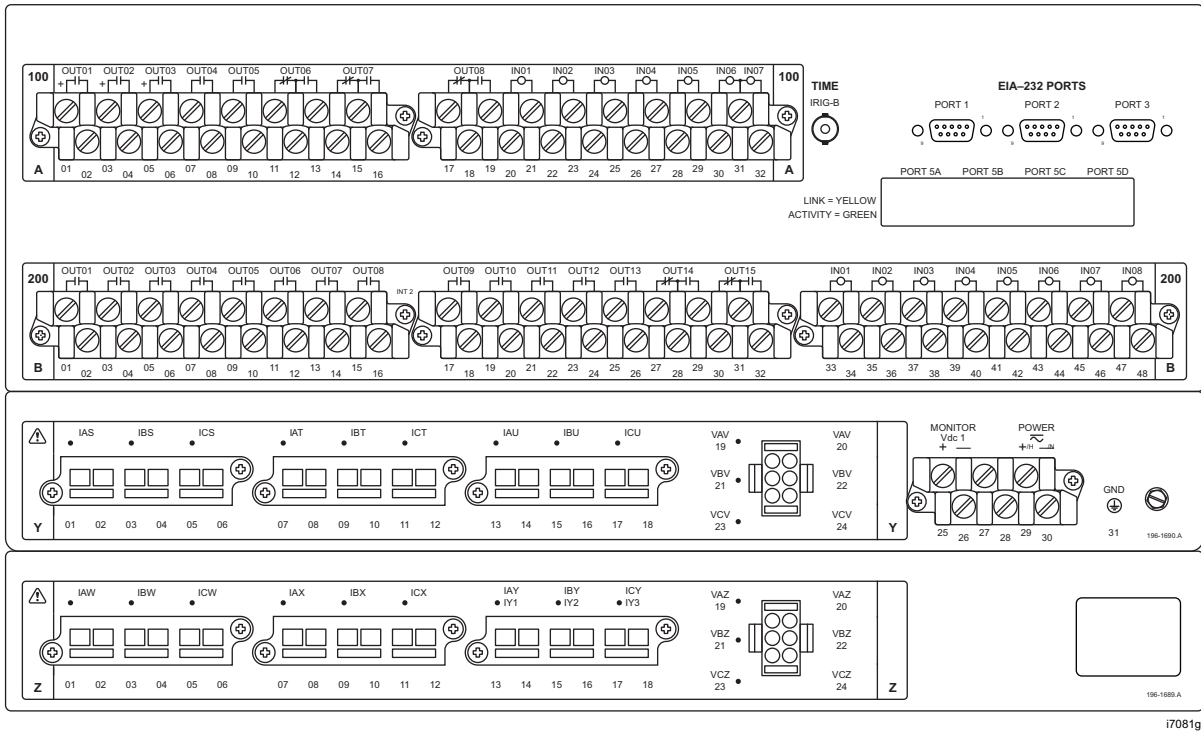 100 OUT01 OUT02 OUT03 OUT04 OUT05 OUT06 OUT07 OUT08 IN01 IN02 IN03 IN04 IN05 IN06 IN07 100
+ + +
A 01 02 03 04 05 06 07 08 09 10 11 12 13 14 15 16 17 18 19 20 21 22 23 24 25 26 27 28 29 30 31 32 A
TIME
IRIG-B
EIA–232 PORTS
PORT 1 PORT 2 PORT 3
1 1 1
9 9 9
PORT 5A PORT 5B PORT 5C PORT 5D
LINK = YELLOW
ACTIVITY = GREEN
200 OUT01 OUT02 OUT03 OUT04 OUT05 OUT06 OUT07 OUT08 OUT09 OUT10 OUT11 OUT12 OUT13 OUT14 OUT15 IN01 IN02 IN03 IN04 IN05 IN06 IN07 IN08 200
INT 2
B 01 02 03 04 05 06 07 08 09 10 11 12 13 14 15 16 17 18 19 20 21 22 23 24 25 26 27 28 29 30 31 32 33 34 35 36 37 38 39 40 41 42 43 44 45 46 47 48 B
IAS IBS ICS IAT IBT ICT IAU IBU ICU
VAV 19 VAV 20
VBV 21 VBV 22
VCV 23 VCV 24
Y 01 02 03 04 05 06 07 08 09 10 11 12 13 14 15 16 17 18 Y
MONITOR POWER
Vdc 1
+ — +/H —/N
25 26 27 28 29 30
GND
31
196-1690.A
IAW IBW ICW IAX IBX ICX IAY IBY ICY
IY1 IY2 IY3
VAZ 19 VAZ 20
VBZ 21 VBZ 22
VCZ 23 VCZ 24
Z 01 02 03 04 05 06 07 08 09 10 11 12 13 14 15 16 17 18 Z
196-1689.A
i7081g